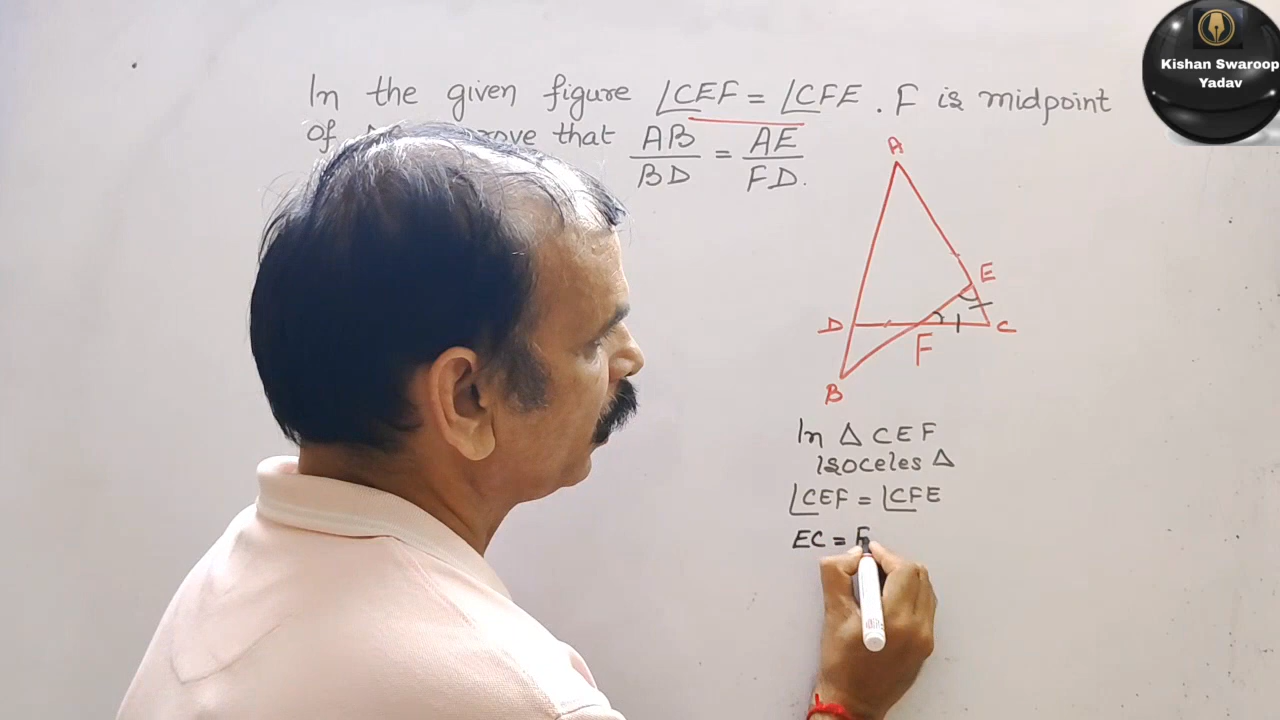 In the given figure ∠CEF = ∠CFE . F is midpoint
of that AB/BD = AE/FD.
A
E
D
C
F
B
In Δ CEF
isoceles Δ
∠CEF = ∠CFE
EC = F
Kishan Swaroop
Yadav